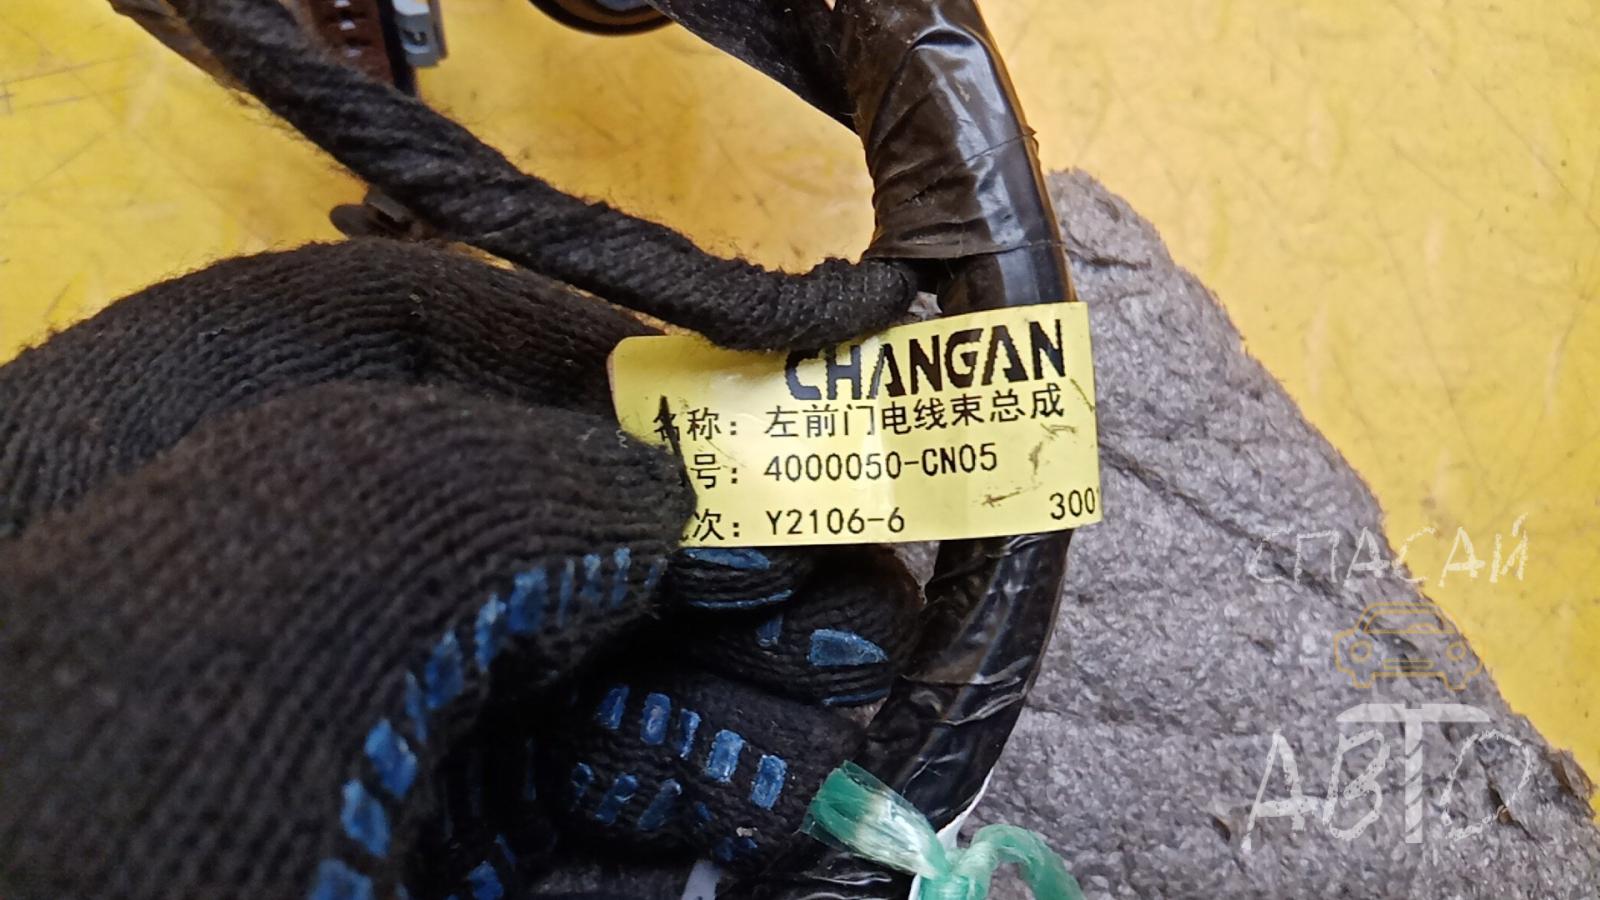 CHANGAN
名称：左前门电线束总成
号：4000050-CN05
次：Y2106-6 300
СПАСАЙ
АВТО